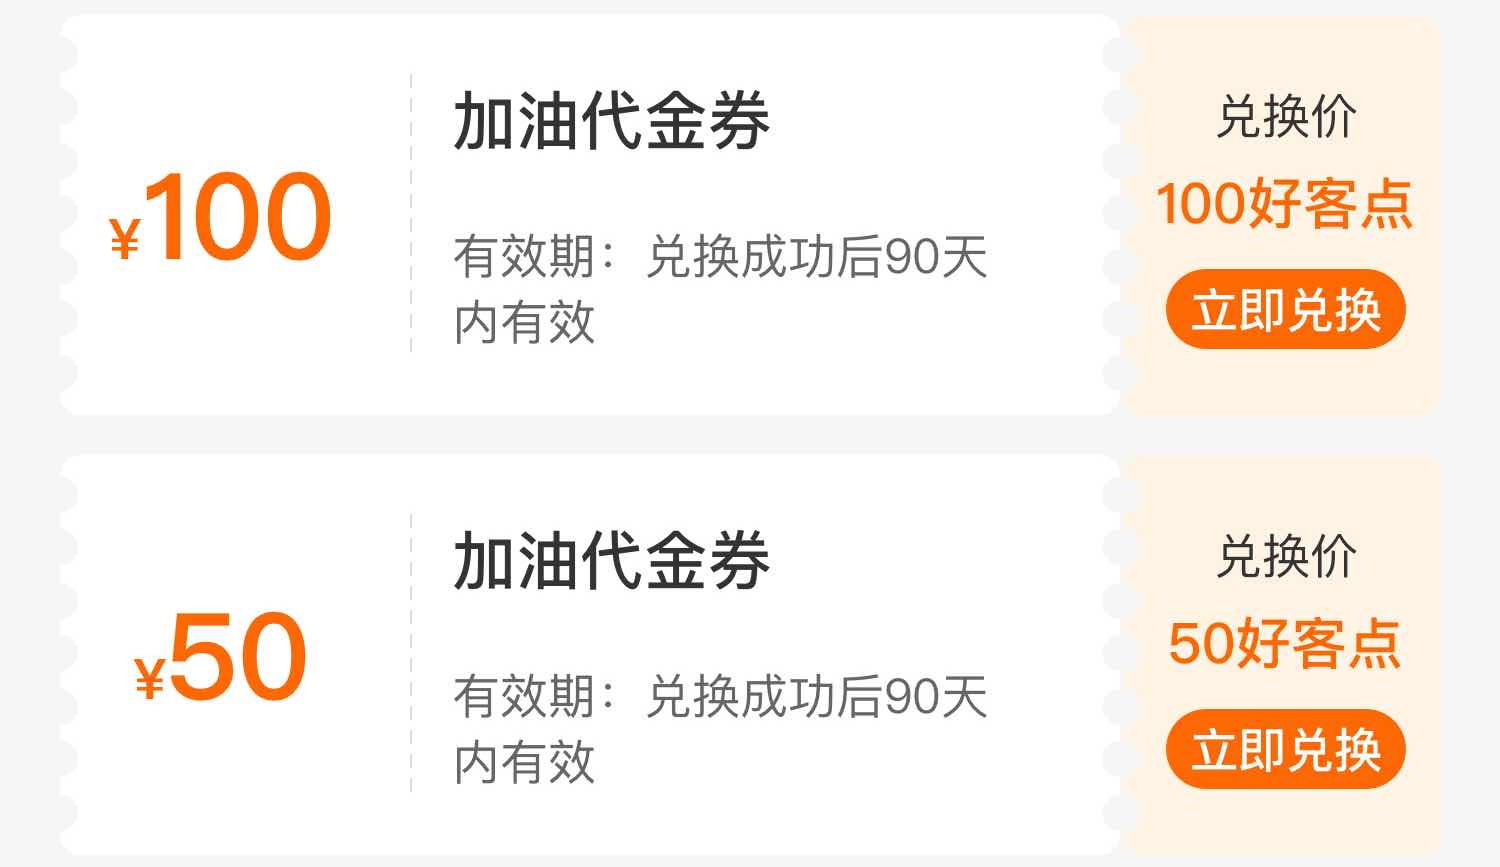 ¥100
加油代金券
有效期：兑换成功后90天
内有效
兑换价
100好客点
立即兑换
¥50
加油代金券
有效期：兑换成功后90天
内有效
兑换价
50好客点
立即兑换